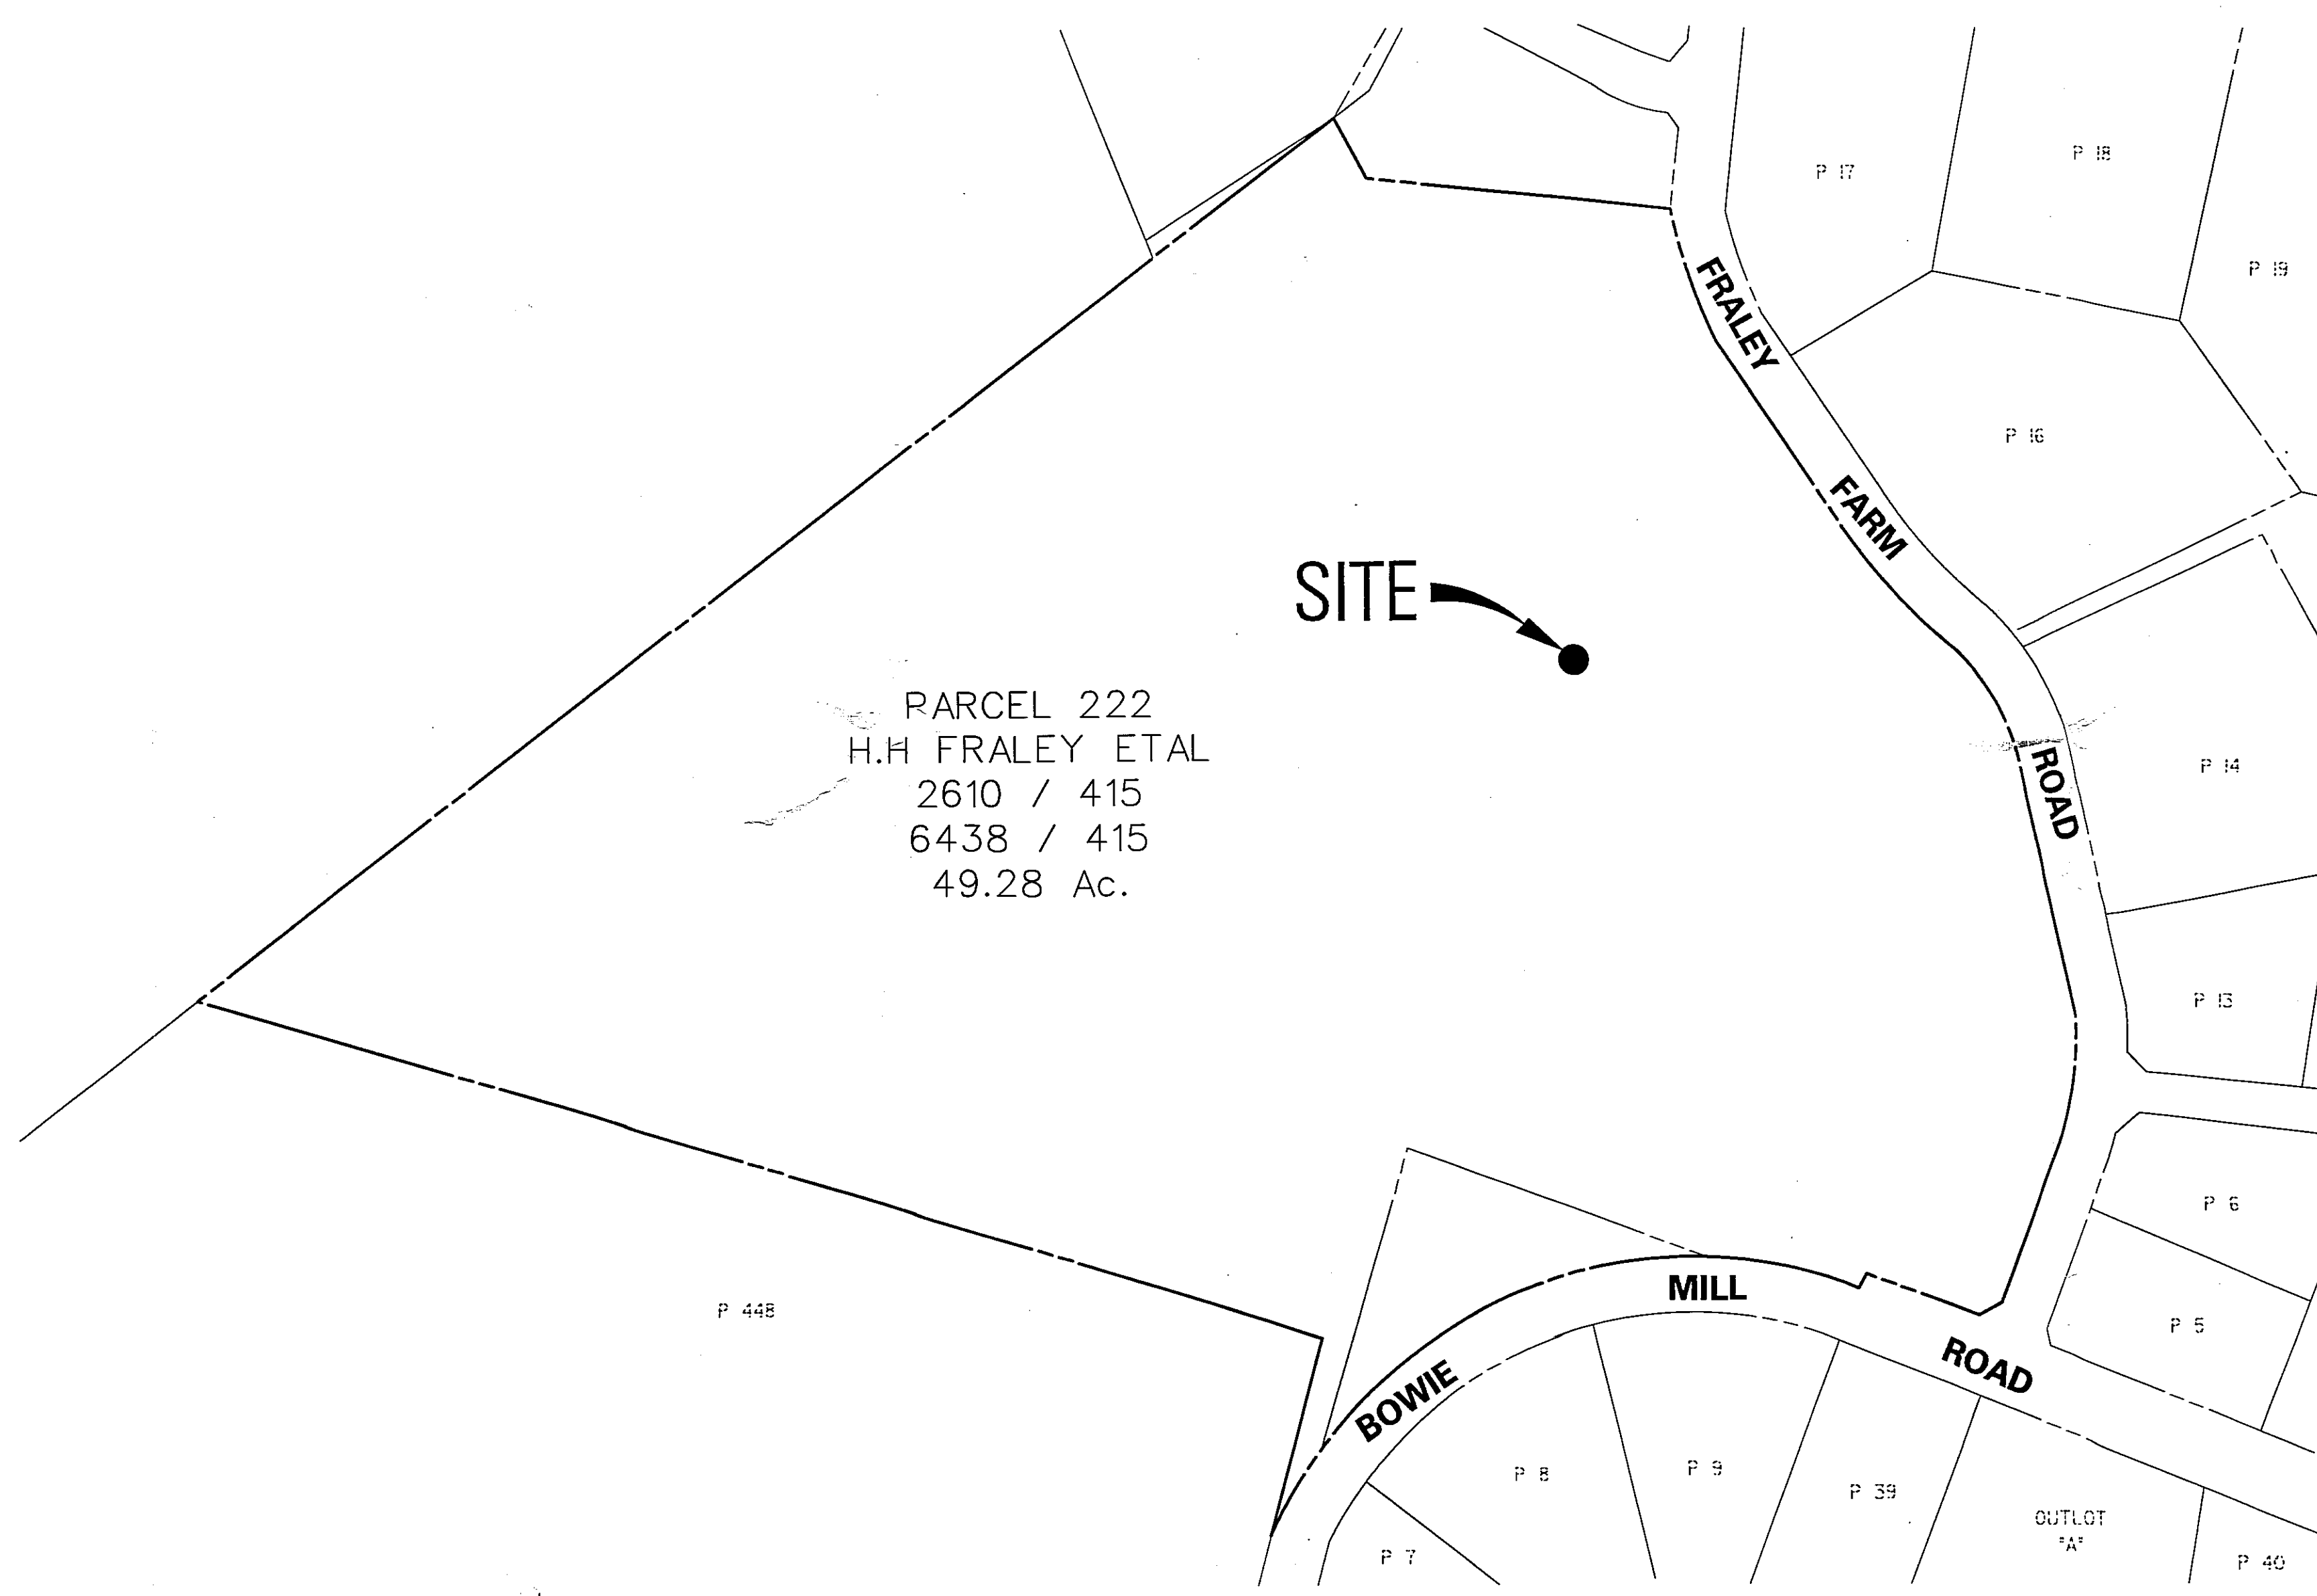 P 18
P 17
P 19
FRALEY
P 16
FARM
SITE
PARCEL 222
H.H FRALEY ETAL
2610 / 415
6438 / 415
49.28 Ac.
ROAD
P 14
P 13
P 6
P 448
MILL
P 5
ROAD
BOWIE
P 8
P 9
P 39
OUTLOT
"A"
P 7
P 40